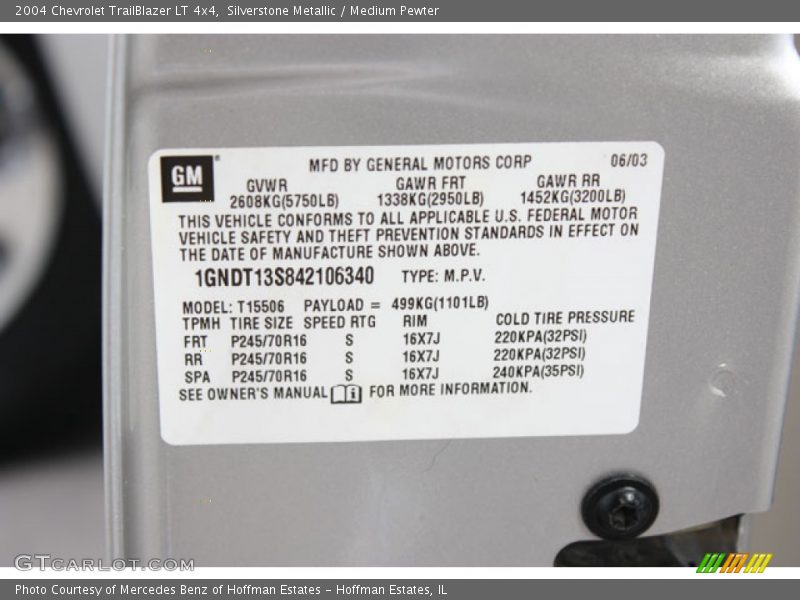 2004 Chevrolet TrailBlazer LT 4x4,  Silverstone Metallic / Medium Pewter
GM
MFD BY GENERAL MOTORS CORP 06/03
GVWR GAWR FRT GAWR RR
2608KG(5750LB) 1338KG(2950LB) 1452KG(3200LB)
THIS VEHICLE CONFORMS TO ALL APPLICABLE U.S. FEDERAL MOTOR
VEHICLE SAFETY AND THEFT PREVENTION STANDARDS IN EFFECT ON
THE DATE OF MANUFACTURE SHOWN ABOVE.
1GNDT13S842106340 TYPE: M.P.V.
MODEL: T15506 PAYLOAD = 499KG(1101LB)
TPMH TIRE SIZE SPEED RTG RIM COLD TIRE PRESSURE
FRT P245/70R16 S 16X7J 220KPA(32PSI)
RR P245/70R16 S 16X7J 220KPA(32PSI)
SPA P245/70R16 S 16X7J 240KPA(35PSI)
SEE OWNER'S MANUAL i FOR MORE INFORMATION.
GTCarLot.com
Photo Courtesy of Mercedes Benz of Hoffman Estates - Hoffman Estates, IL